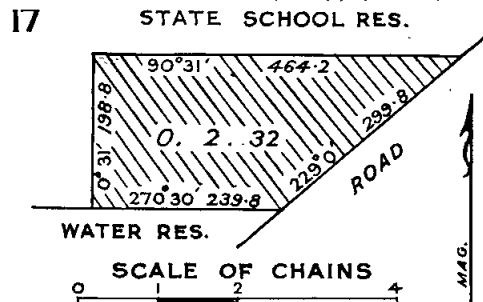 17
STATE SCHOOL RES.
90°31′ 464·2
0°31′ 198·8
0. 2. . 32
299·8
229°0′
ROAD
270°30′ 239·8
WATER RES.
MAG.
SCALE OF CHAINS
0 1 2 4